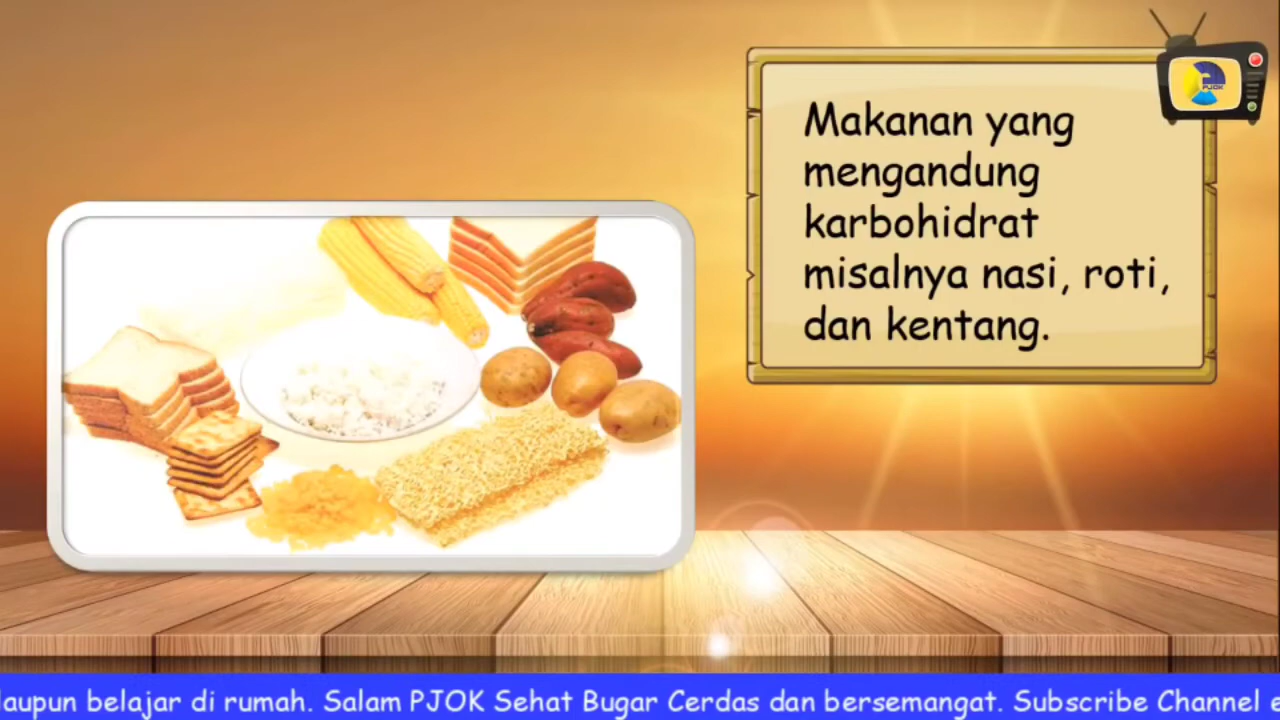 Makanan yang
mengandung
karbohidrat
misalnya nasi, roti,
dan kentang.
PJOK
belajar di rumah. Salam PJOK Sehat Bugar Cerdas dan bersemangat. Subscribe Channel